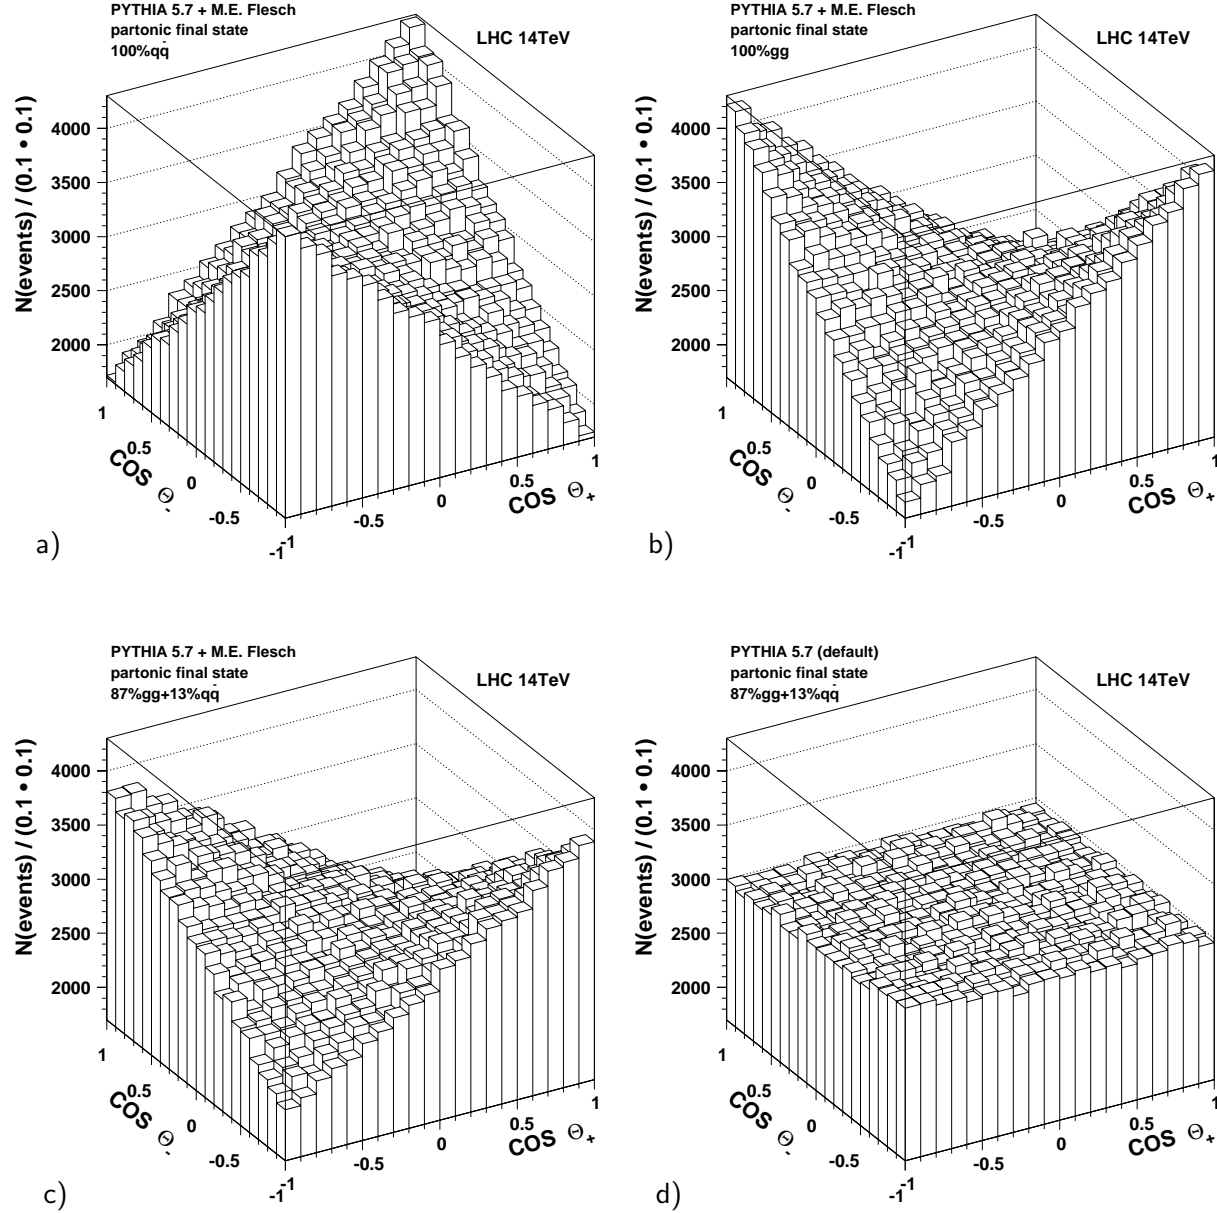 PYTHIA 5.7 + M.E. Flesch
partonic final state
100%qq̄
LHC 14TeV
N(events) / (0.1 • 0.1)
4000
3500
3000
2500
2000
1
0.5
0
-0.5
-1
COS Θ-
-1
-0.5
0
0.5
1
COS Θ+
a)
PYTHIA 5.7 + M.E. Flesch
partonic final state
100%gg
LHC 14TeV
N(events) / (0.1 • 0.1)
4000
3500
3000
2500
2000
1
0.5
0
-0.5
-1
COS Θ-
-1
-0.5
0
0.5
1
COS Θ+
b)
PYTHIA 5.7 + M.E. Flesch
partonic final state
87%gg+13%qq̄
LHC 14TeV
N(events) / (0.1 • 0.1)
4000
3500
3000
2500
2000
1
0.5
0
-0.5
-1
COS Θ-
-1
-0.5
0
0.5
1
COS Θ+
c)
PYTHIA 5.7 (default)
partonic final state
87%gg+13%qq̄
LHC 14TeV
N(events) / (0.1 • 0.1)
4000
3500
3000
2500
2000
1
0.5
0
-0.5
-1
COS Θ-
-1
-0.5
0
0.5
1
COS Θ+
d)